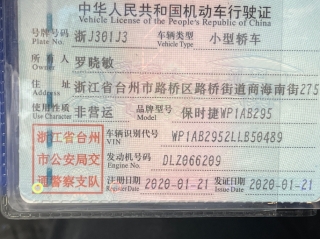 中华人民共和国机动车行驶证
Vehicle License of the People's Republic of China
号牌号码 浙J301J3 车辆类型 小型轿车
Plate No. Vehicle Type
所有人 罗晓敏
Owner
住址 浙江省台州市路桥区路桥街道商海南街275
Address
使用性质 非营运 品牌型号 保时捷WP1AB295
Use Character Model
浙江省台州 车辆识别代号 WP1AB2952LLB50489
VIN
市公安局交 发动机号码 DLZ066209
Engine No.
通警察支队 注册日期 2020-01-21 发证日期 2020-01-21
Register Date Issue Date